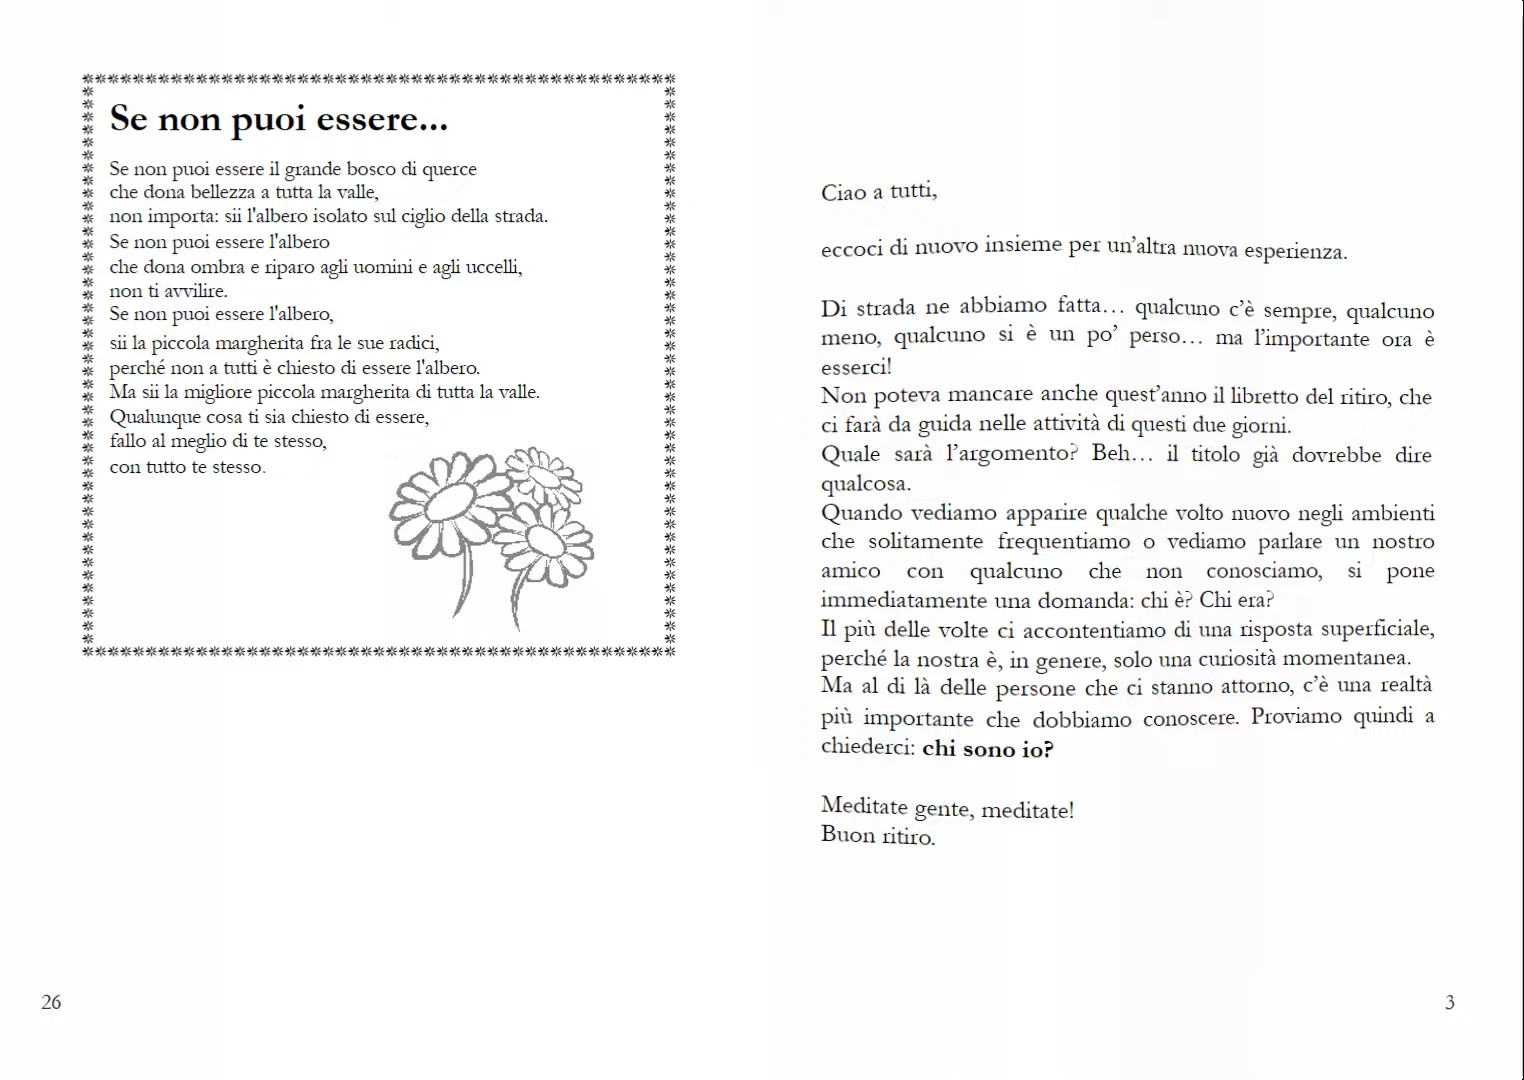 Se non puoi essere...
Se non puoi essere il grande bosco di querce
che dona bellezza a tutta la valle,
non importa: sii l'albero isolato sul ciglio della strada.
Se non puoi essere l'albero
che dona ombra e riparo agli uomini e agli uccelli,
non ti avvilire.
Se non puoi essere l'albero,
sii la piccola margherita fra le sue radici,
perché non a tutti è chiesto di essere l'albero.
Ma sii la migliore piccola margherita di tutta la valle.
Qualunque cosa ti sia chiesto di essere,
fallo al meglio di te stesso,
con tutto te stesso.
26
Ciao a tutti,
eccoci di nuovo insieme per un’altra nuova esperienza.
Di strada ne abbiamo fatta… qualcuno c’è sempre, qualcuno
meno, qualcuno si è un po’ perso… ma l’importante ora è
esserci!
Non poteva mancare anche quest’anno il libretto del ritiro, che
ci farà da guida nelle attività di questi due giorni.
Quale sarà l’argomento? Beh… il titolo già dovrebbe dire
qualcosa.
Quando vediamo apparire qualche volto nuovo negli ambienti
che solitamente frequentiamo o vediamo parlare un nostro
amico con qualcuno che non conosciamo, si pone
immediatamente una domanda: chi è? Chi era?
Il più delle volte ci accontentiamo di una risposta superficiale,
perché la nostra è, in genere, solo una curiosità momentanea.
Ma al di là delle persone che ci stanno attorno, c’è una realtà
più importante che dobbiamo conoscere. Proviamo quindi a
chiederci: chi sono io?
Meditate gente, meditate!
Buon ritiro.
3